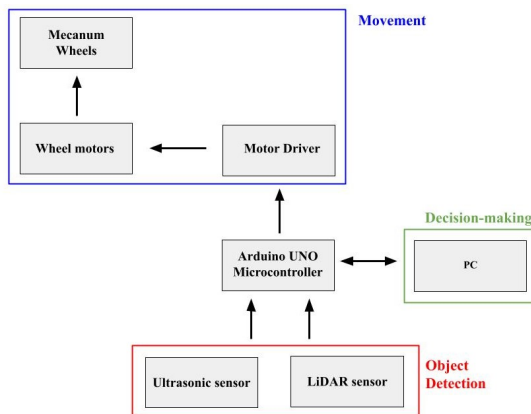 Movement
Mecanum
Wheels
Wheel motors
Motor Driver
Decision-making
Arduino UNO
Microcontroller
PC
Object
Detection
Ultrasonic sensor
LiDAR sensor